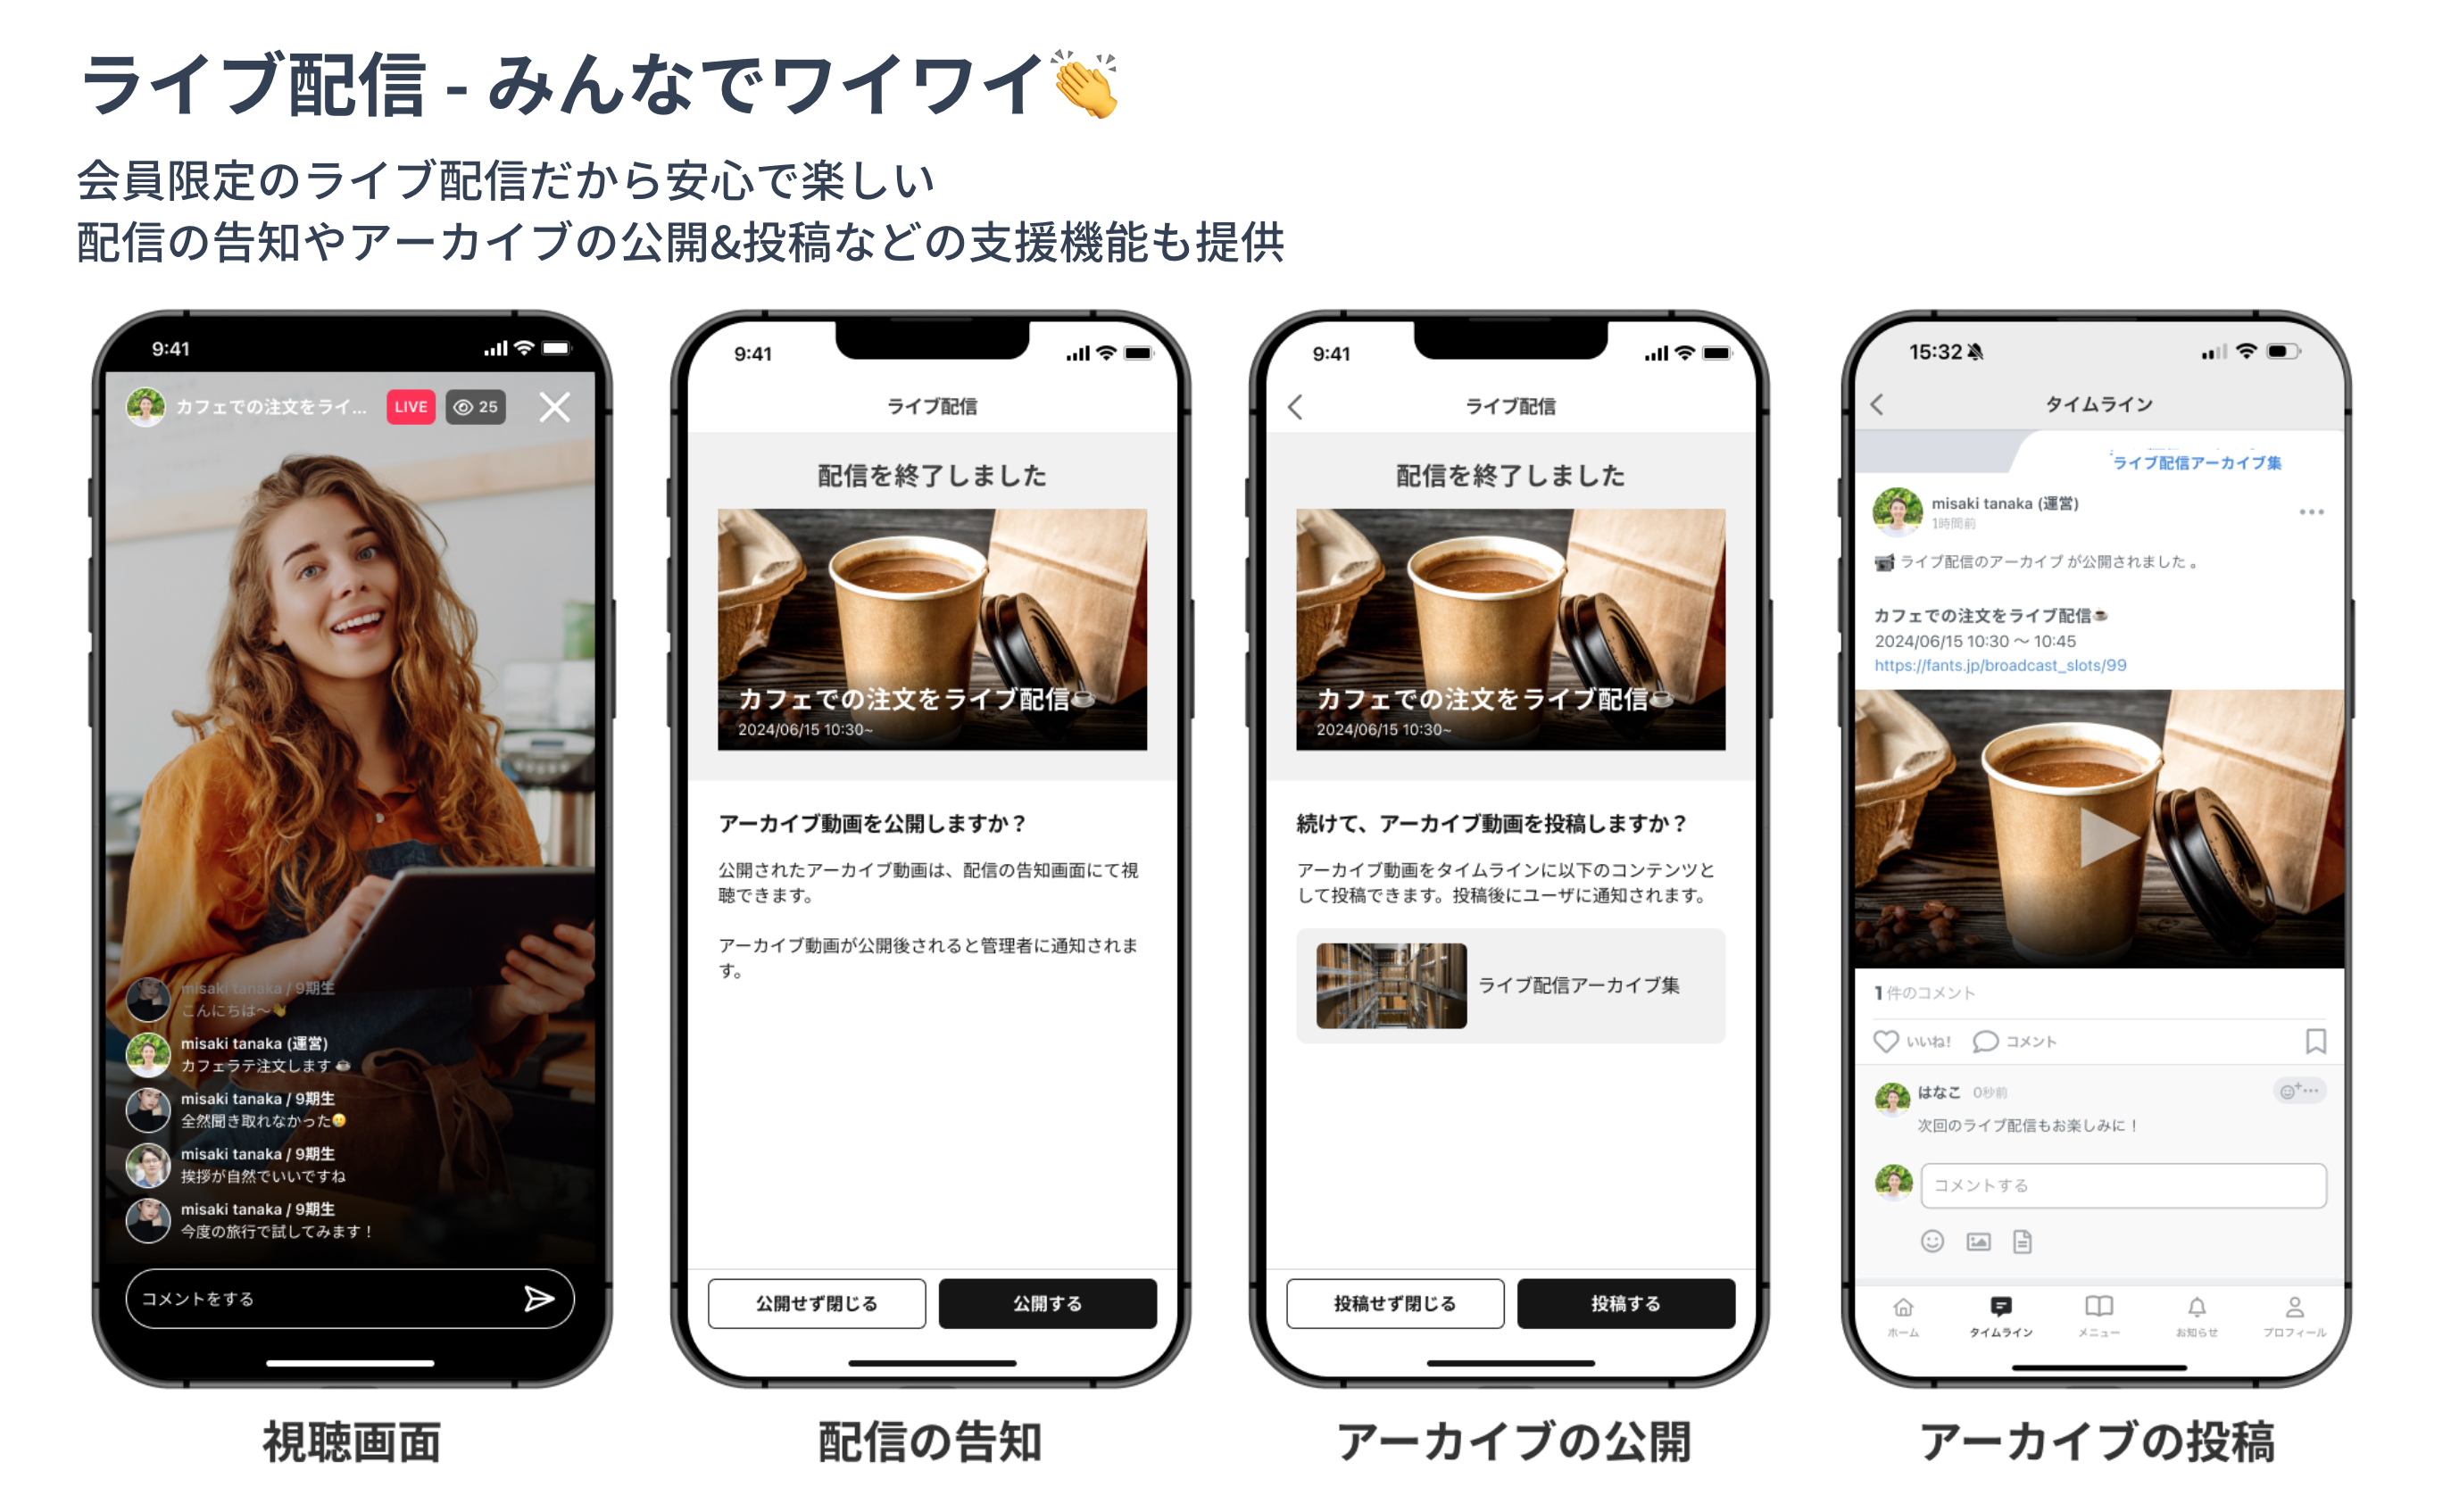 ライブ配信 - みんなでワイワイ👏
会員限定のライブ配信だから安心で楽しい
配信の告知やアーカイブの公開&投稿などの支援機能も提供
9:41
カフェでの注文をライ...
LIVE
25
misaki tanaka / 9期生
こんにちは〜👋
misaki tanaka (運営)
カフェラテ注文します☕
misaki tanaka / 9期生
全然聞き取れなかった🥲
misaki tanaka / 9期生
挨拶が自然でいいですね
misaki tanaka / 9期生
今度の旅行で試してみます！
コメントをする
視聴画面
9:41
ライブ配信
配信を終了しました
カフェでの注文をライブ配信☕
2024/06/15 10:30~
アーカイブ動画を公開しますか？
公開されたアーカイブ動画は、配信の告知画面にて視
聴できます。
アーカイブ動画が公開後されると管理者に通知されま
す。
公開せず閉じる
公開する
配信の告知
9:41
ライブ配信
配信を終了しました
カフェでの注文をライブ配信☕
2024/06/15 10:30~
続けて、アーカイブ動画を投稿しますか？
アーカイブ動画をタイムラインに以下のコンテンツと
して投稿できます。投稿後にユーザに通知されます。
ライブ配信アーカイブ集
投稿せず閉じる
投稿する
アーカイブの公開
15:32
タイムライン
ライブ配信アーカイブ集
misaki tanaka (運営)
1時間前
📹 ライブ配信のアーカイブ が公開されました 。
カフェでの注文をライブ配信☕
2024/06/15 10:30 〜 10:45
https://fants.jp/broadcast_slots/99
1 件のコメント
いいね!
コメント
はなこ 0秒前
次回のライブ配信もお楽しみに！
コメントする
ホーム
タイムライン
メニュー
お知らせ
プロフィール
アーカイブの投稿